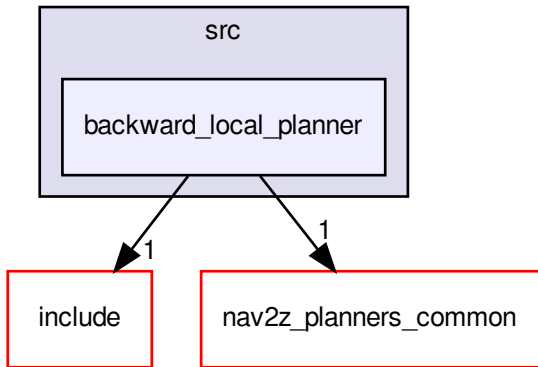 src
backward_local_planner
1
1
include
nav2z_planners_common